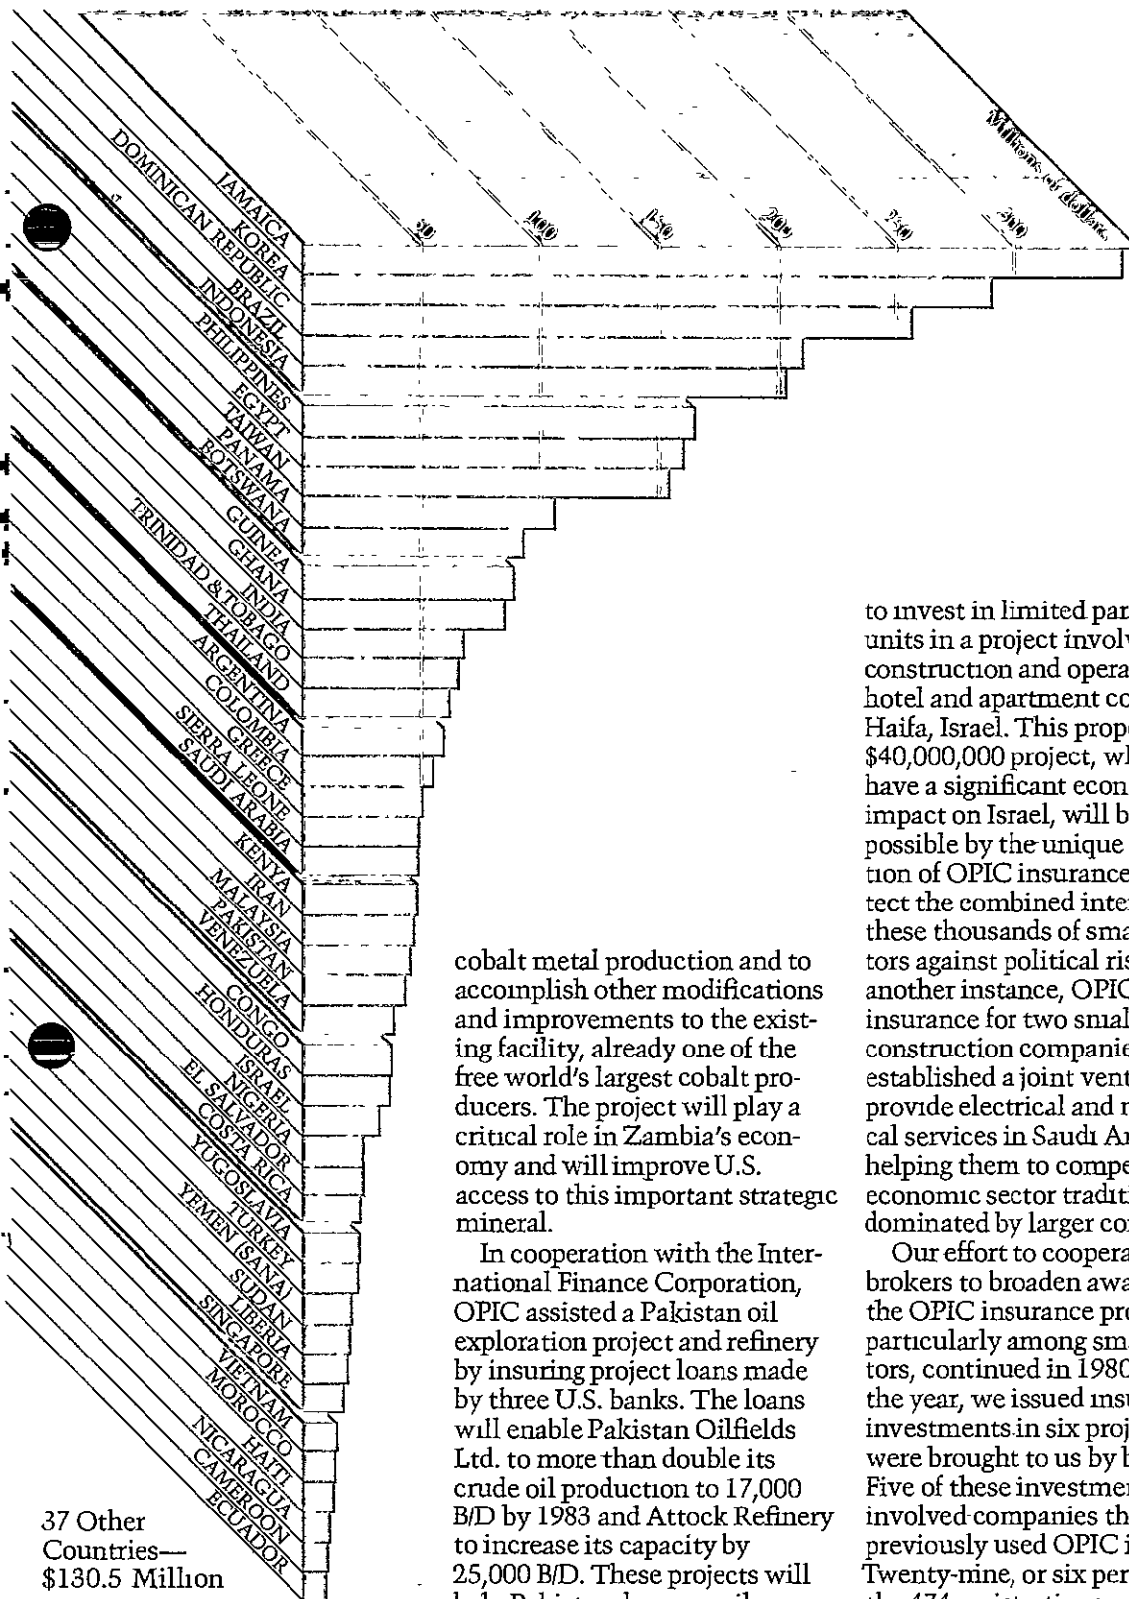 Millions of dollars
50
100
150
200
250
300
JAMAICA
KOREA
DOMINICAN REPUBLIC
BRAZIL
INDONESIA
PHILIPPINES
EGYPT
TAIWAN
PANAMA
BOTSWANA
GUINEA
GHANA
INDIA
TRINIDAD & TOBAGO
THAILAND
ARGENTINA
COLOMBIA
GREECE
SIERRA LEONE
SAUDI ARABIA
KENYA
IRAN
MALAYSIA
PAKISTAN
VENEZUELA
CONGO
HONDURAS
ISRAEL
NIGERIA
EL SALVADOR
COSTA RICA
YUGOSLAVIA
TURKEY
YEMEN (SANA)
SUDAN
LIBERIA
SINGAPORE
VIETNAM
MOROCCO
HAITI
NICARAGUA
CAMEROON
ECUADOR
37 Other
Countries—
$130.5 Million
cobalt metal production and to
accomplish other modifications
and improvements to the exist-
ing facility, already one of the
free world's largest cobalt pro-
ducers. The project will play a
critical role in Zambia's econ-
omy and will improve U.S.
access to this important strategic
mineral.
In cooperation with the Inter-
national Finance Corporation,
OPIC assisted a Pakistan oil
exploration project and refinery
by insuring project loans made
by three U.S. banks. The loans
will enable Pakistan Oilfields
Ltd. to more than double its
crude oil production to 17,000
B/D by 1983 and Attock Refinery
to increase its capacity by
25,000 B/D. These projects will
to invest in limited par
units in a project involv
construction and opera
hotel and apartment co
Haifa, Israel. This prop
$40,000,000 project, wl
have a significant econ
impact on Israel, will b
possible by the unique
tion of OPIC insurance
tect the combined inte
these thousands of sma
tors against political ris
another instance, OPIC
insurance for two smal
construction companie
established a joint vent
provide electrical and m
cal services in Saudi Ar
helping them to compe
economic sector tradit
dominated by larger co
Our effort to coopera
brokers to broaden awa
the OPIC insurance pro
particularly among sm
tors, continued in 1980
the year, we issued insu
investments in six proj
were brought to us by b
Five of these investmen
involved companies th
previously used OPIC i
Twenty-nine, or six per